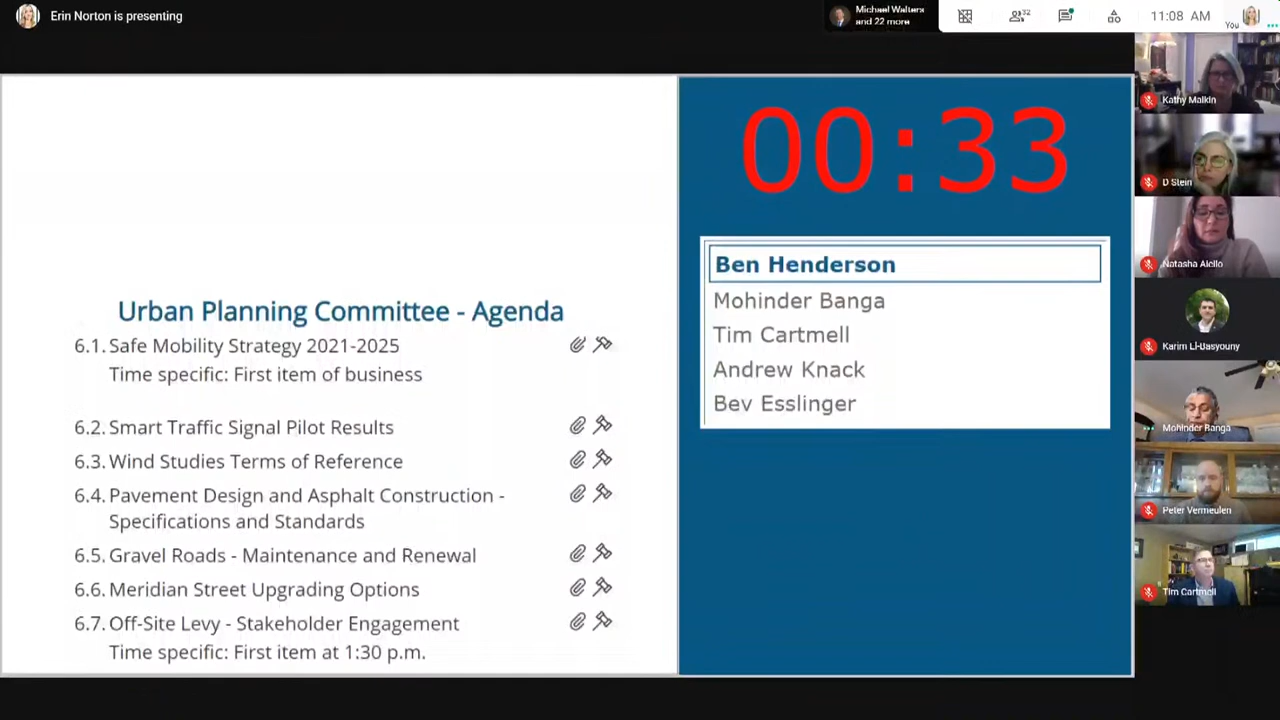 Erin Norton is presenting
Michael Walters
and 22 more
32
11:08 AM
You
Urban Planning Committee - Agenda
6.1. Safe Mobility Strategy 2021-2025
Time specific: First item of business
6.2. Smart Traffic Signal Pilot Results
6.3. Wind Studies Terms of Reference
6.4. Pavement Design and Asphalt Construction -
Specifications and Standards
6.5. Gravel Roads - Maintenance and Renewal
6.6. Meridian Street Upgrading Options
6.7. Off-Site Levy - Stakeholder Engagement
Time specific: First item at 1:30 p.m.
00:33
Ben Henderson
Mohinder Banga
Tim Cartmell
Andrew Knack
Bev Esslinger
Kathy Malkin
D Stein
Natasha Aiello
Karim El-Basyouny
Mohinder Banga
Peter Vermeulen
Tim Cartmell